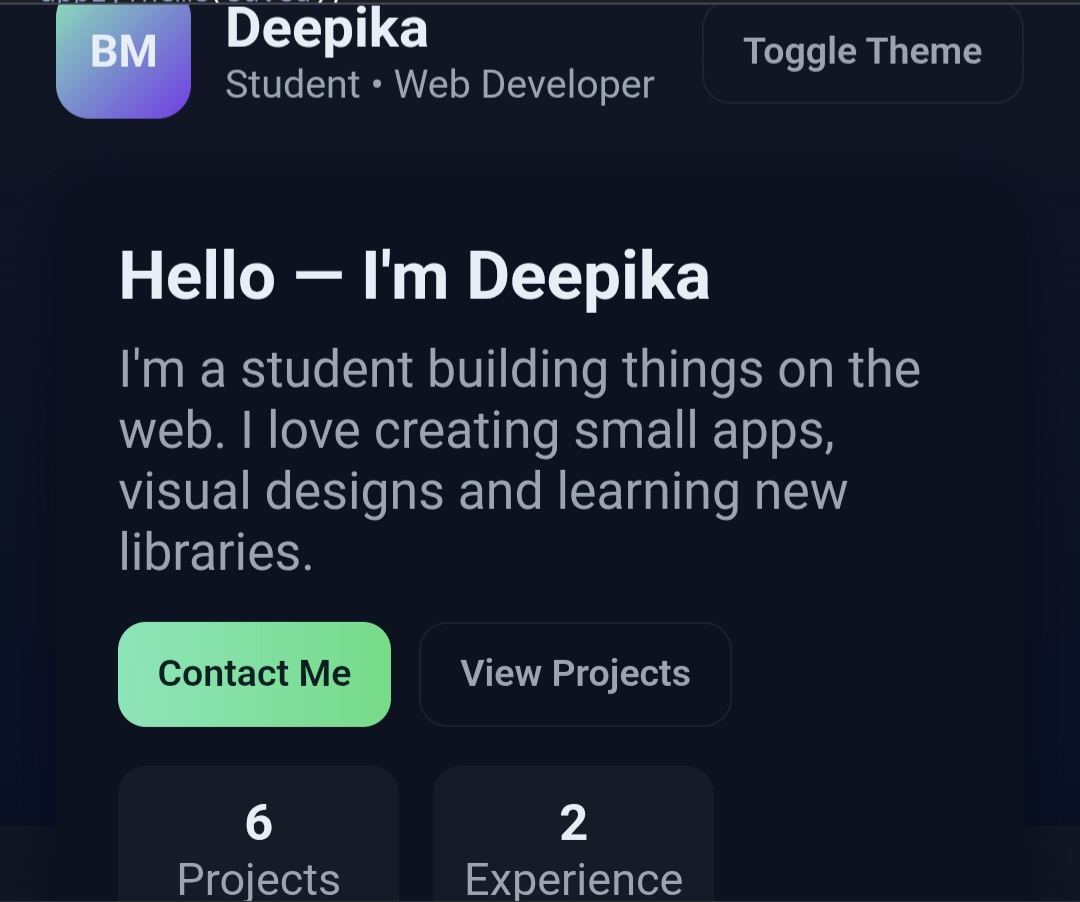 BM
Deepika
Student • Web Developer
Toggle Theme
Hello — I'm Deepika
I'm a student building things on the
web. I love creating small apps,
visual designs and learning new
libraries.
Contact Me
View Projects
6
Projects
2
Experience